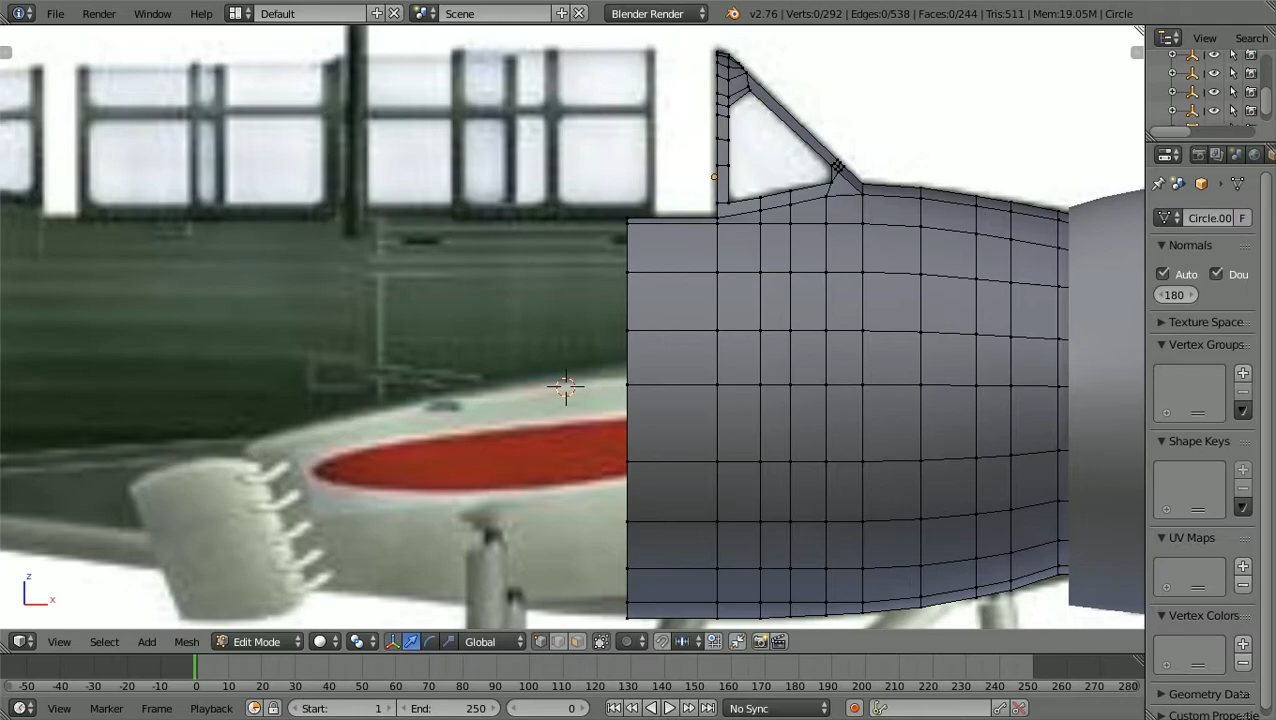 File Render Window Help Default Scene Blender Render v2.76 | Verts:0/292 | Edges:0/538 | Faces:0/244 | Tris:511 | Mem:19.05M | Circle
View Search
Circle.00 F
Normals
Auto Dou
180
Texture Space
Vertex Groups
Shape Keys
UV Maps
Vertex Colors
Geometry Data
Custom Properties
z
x
View Select Add Mesh Edit Mode Global
-50 -40 -30 -20 -10 0 10 20 30 40 50 60 70 80 90 100 110 120 130 140 150 160 170 180 190 200 210 220 230 240 250 260 270 280
View Marker Frame Playback Start: 1 End: 250 0 No Sync